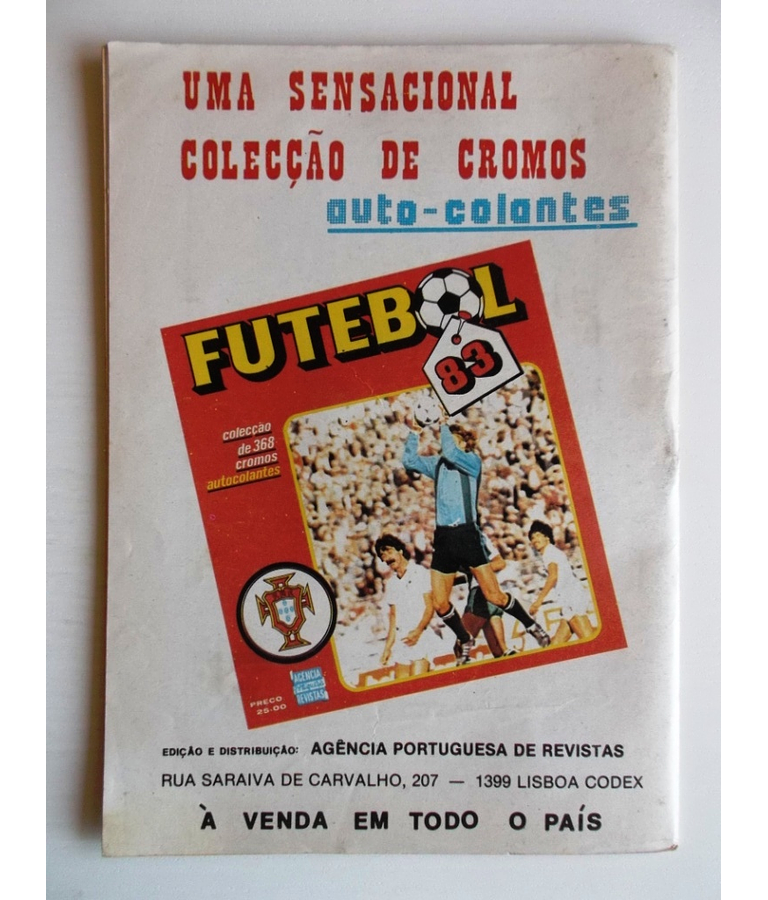 UMA SENSACIONAL
COLECÇÃO DE CROMOS
auto-colantes
FUTEBOL
83
colecção
de 368
cromos
autocolantes
PREÇO
25-00
AGÊNCIA
REVISTAS
EDIÇÃO E DISTRIBUIÇÃO: AGÊNCIA PORTUGUESA DE REVISTAS
RUA SARAIVA DE CARVALHO, 207 — 1399 LISBOA CODEX
À VENDA EM TODO O PAÍS